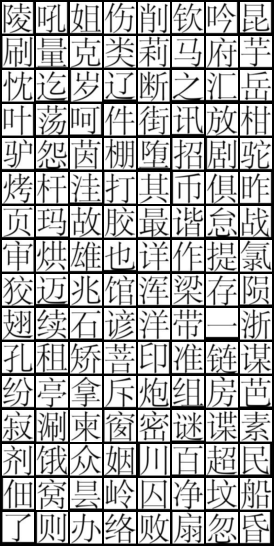 陵吼姐伤削钦吟昆
刷量克类莉马府芋
忱迄岁辽断之汇岳
叶荡呵件街讯放柑
驴怨茵棚堕招剧驼
烤杆洼打其币俱昨
页玛故胶最谐怠战
审烘雄也详作提氯
狡迈兆馆浑梁存陨
翅续石谚洋带一浙
孔租矫菩印准链谋
纷亭拿斥炮组房芭
寂涮柬窗密谜谍素
剂饿众姻川百超民
佃窝昙岭囚净坟船
了则办络败扇忽昏